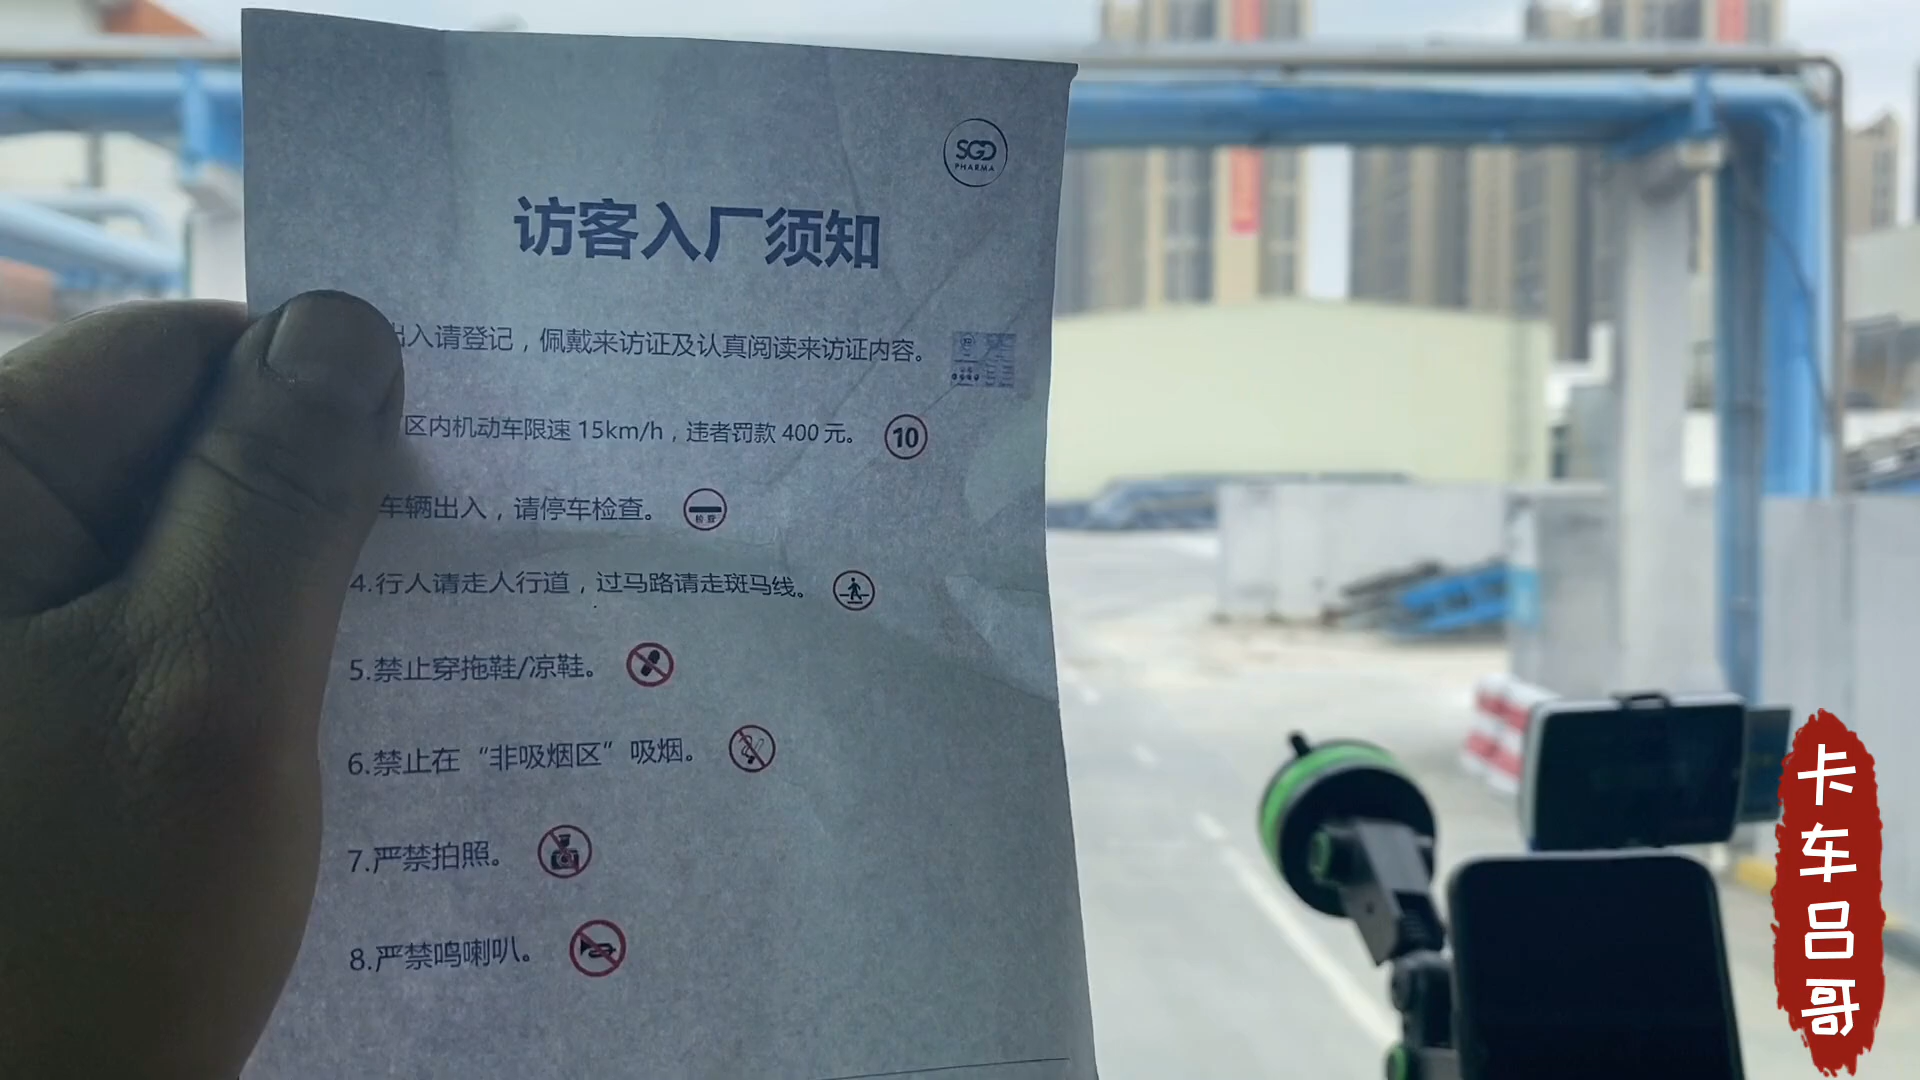 SGD
PHARMA
访客入厂须知
出入请登记，佩戴来访证及认真阅读来访证内容。
区内机动车限速 15km/h，违者罚款 400 元。
10
车辆出入，请停车检查。
4.行人请走人行道，过马路请走斑马线。
5.禁止穿拖鞋/凉鞋。
6.禁止在“非吸烟区”吸烟。
7.严禁拍照。
8.严禁鸣喇叭。
卡车吕哥